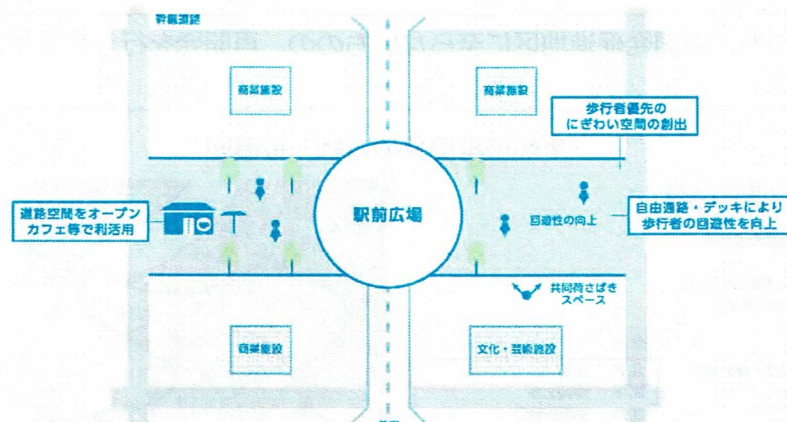 幹線道路
商業施設
商業施設
歩行者優先の
にぎわい空間の創出
道路空間をオープン
カフェ等で利活用
駅前広場
回遊性の向上
自由通路・デッキにより
歩行者の回遊性を向上
共同荷さばき
スペース
商業施設
文化・芸術施設